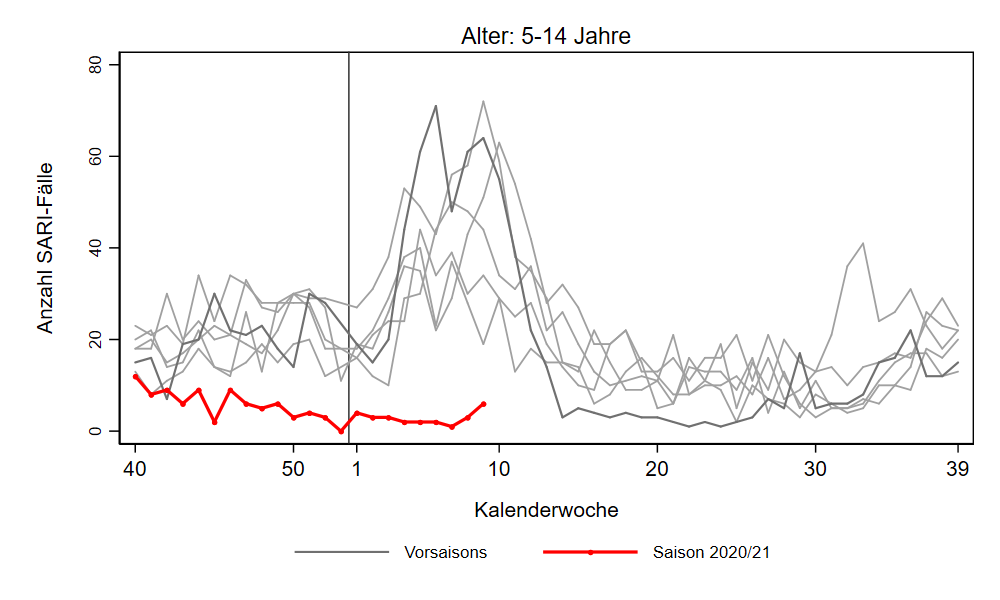 Alter: 5-14 Jahre
80
60
40
20
0
Anzahl SARI-Fälle
40 50 1 10 20 30 39
Kalenderwoche
Vorsaisons Saison 2020/21